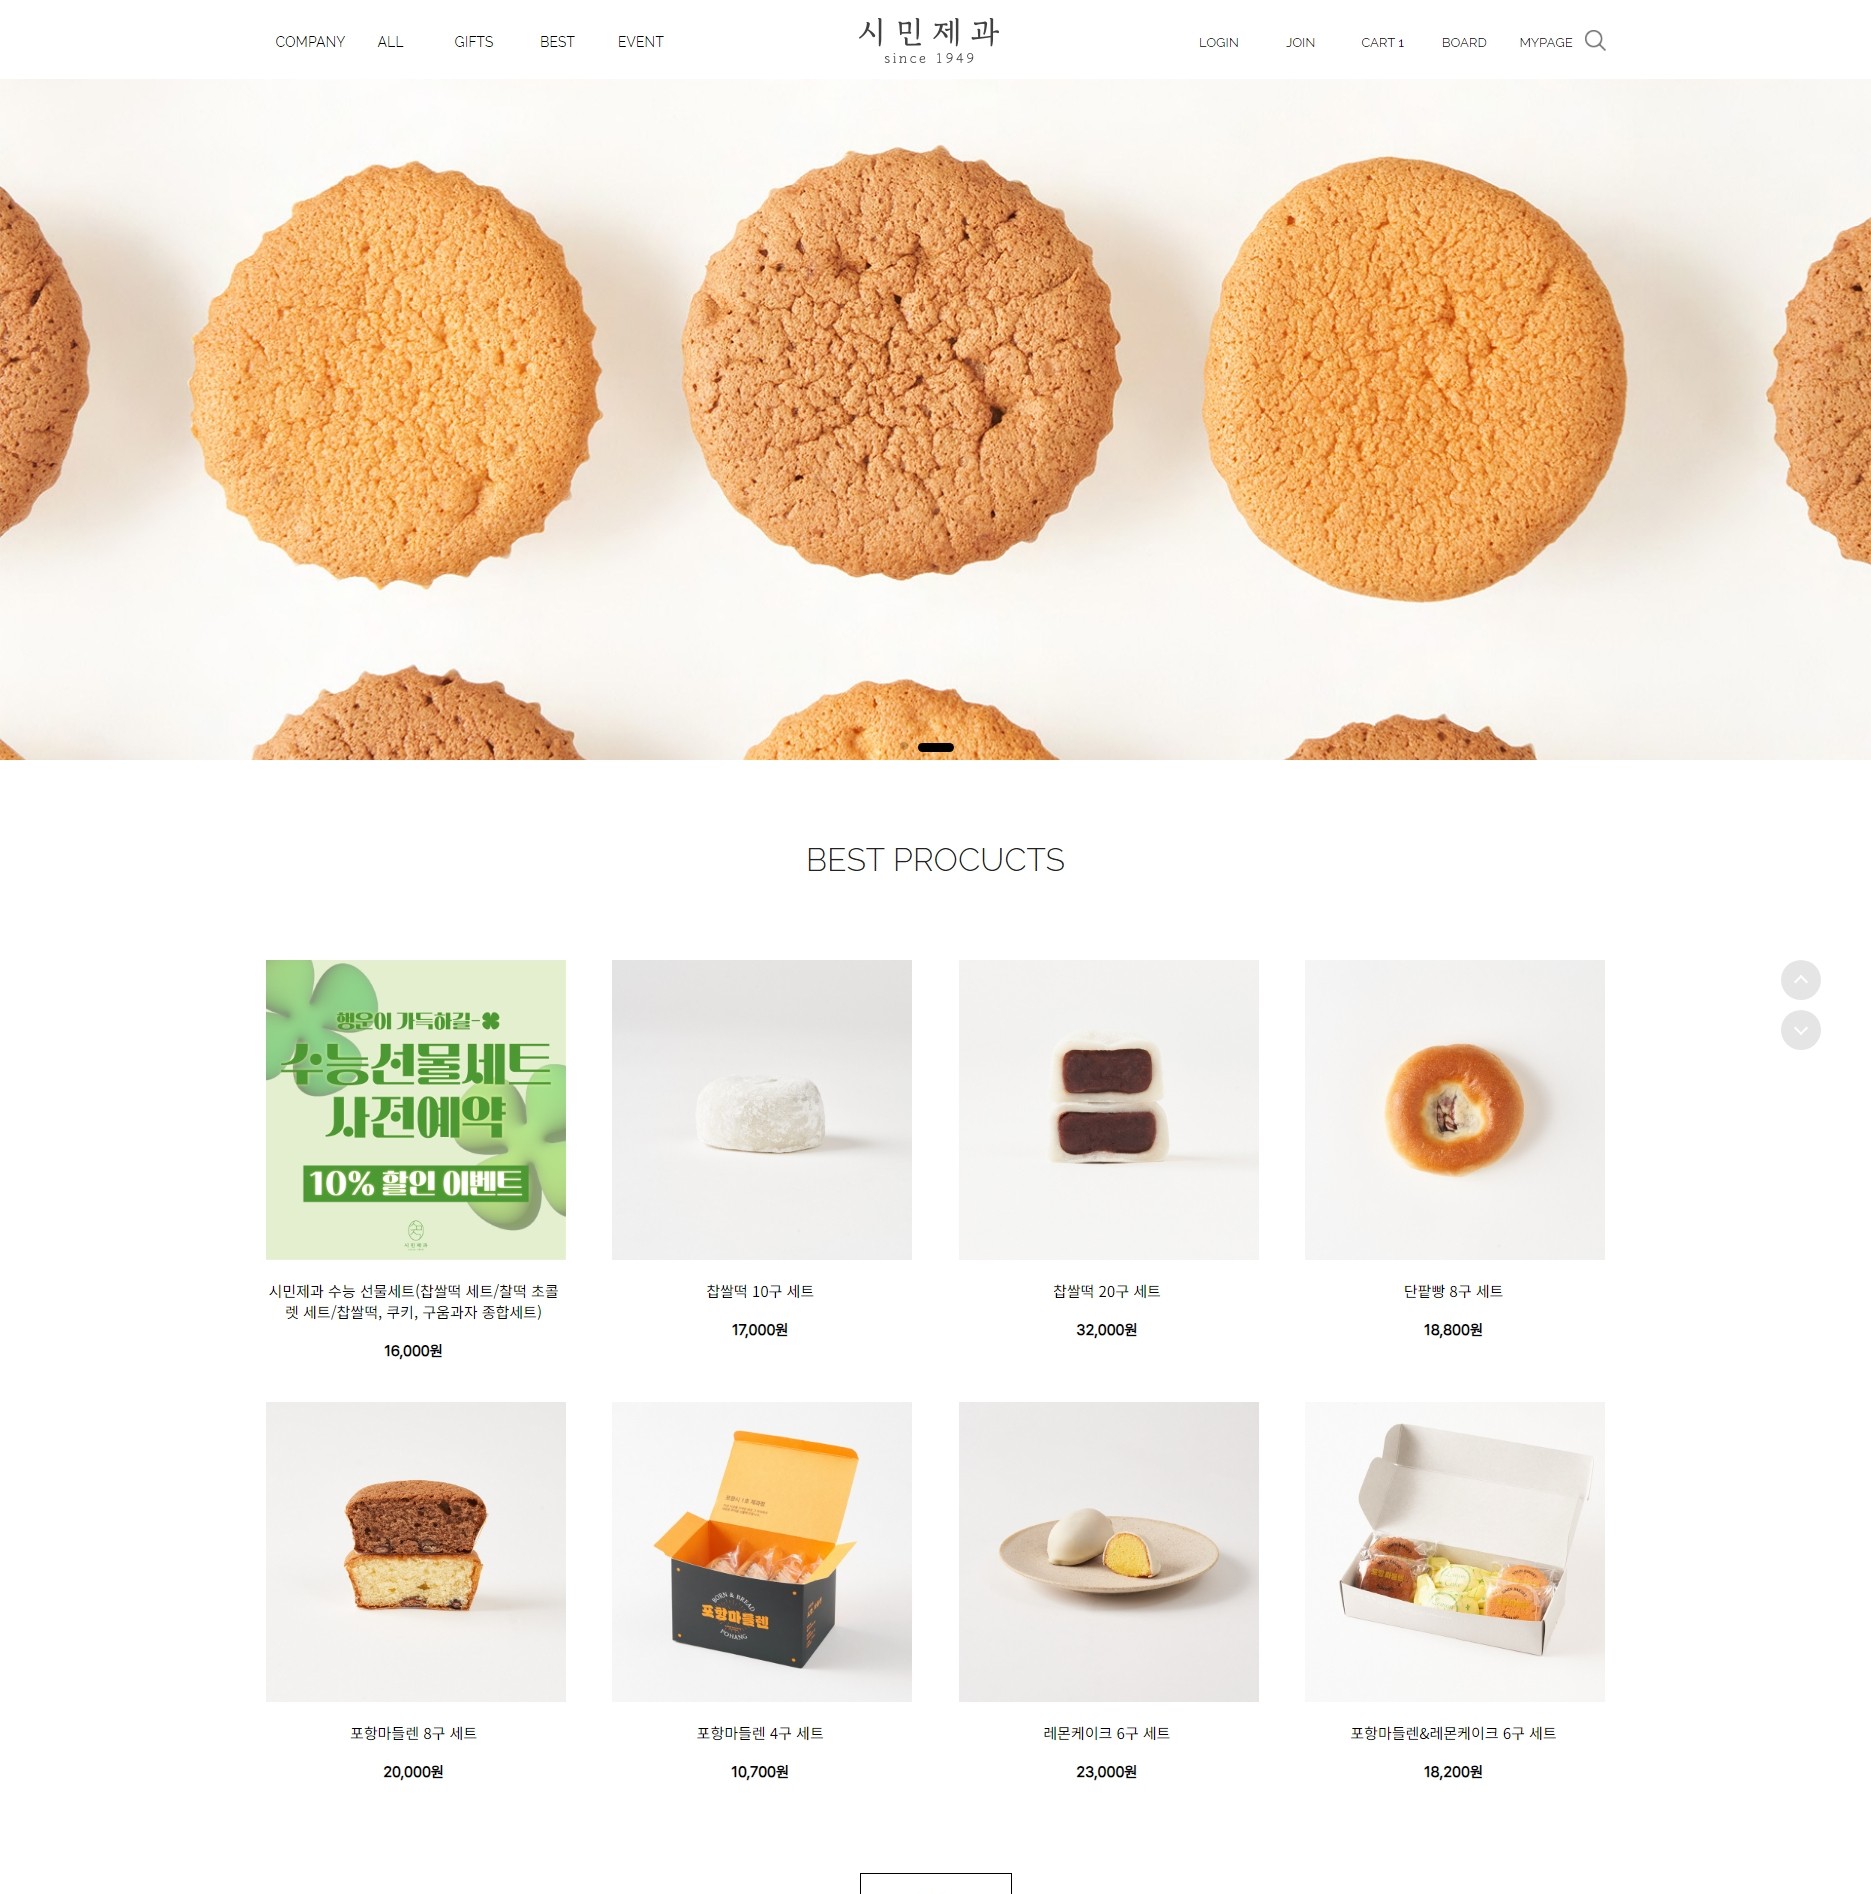 COMPANY ALL GIFTS BEST EVENT
시민제과
since 1949
LOGIN JOIN CART 1 BOARD MYPAGE
BEST PROCUCTS
행운이 가득하길-
수능선물세트
사전예약
10% 할인 이벤트
시민제과
시민제과 수능 선물세트(찹쌀떡 세트/찰떡 초콜
렛 세트/찹쌀떡, 쿠키, 구움과자 종합세트)
16,000원
찹쌀떡 10구 세트
17,000원
찹쌀떡 20구 세트
32,000원
단팥빵 8구 세트
18,800원
BORN & BREAD
포항마들렌
POHANG
포항마들렌 8구 세트
20,000원
포항마들렌 4구 세트
10,700원
레몬케이크 6구 세트
23,000원
포항마들렌&레몬케이크 6구 세트
18,200원